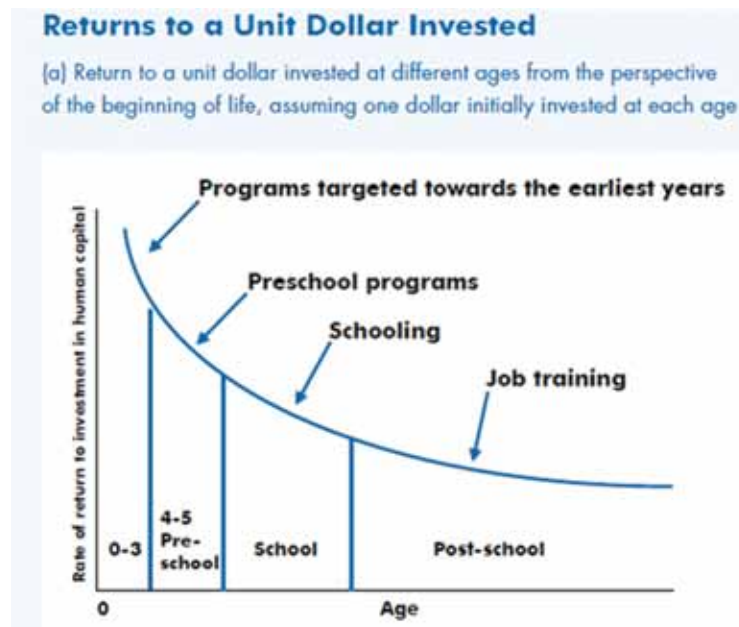 Returns to a Unit Dollar Invested
(a) Return to a unit dollar invested at different ages from the perspective
of the beginning of life, assuming one dollar initially invested at each age
Programs targeted towards the earliest years
Preschool programs
Schooling
Job training
Rate of return to investment in human capital
0-3
4-5
Pre-
school
School
Post-school
0
Age